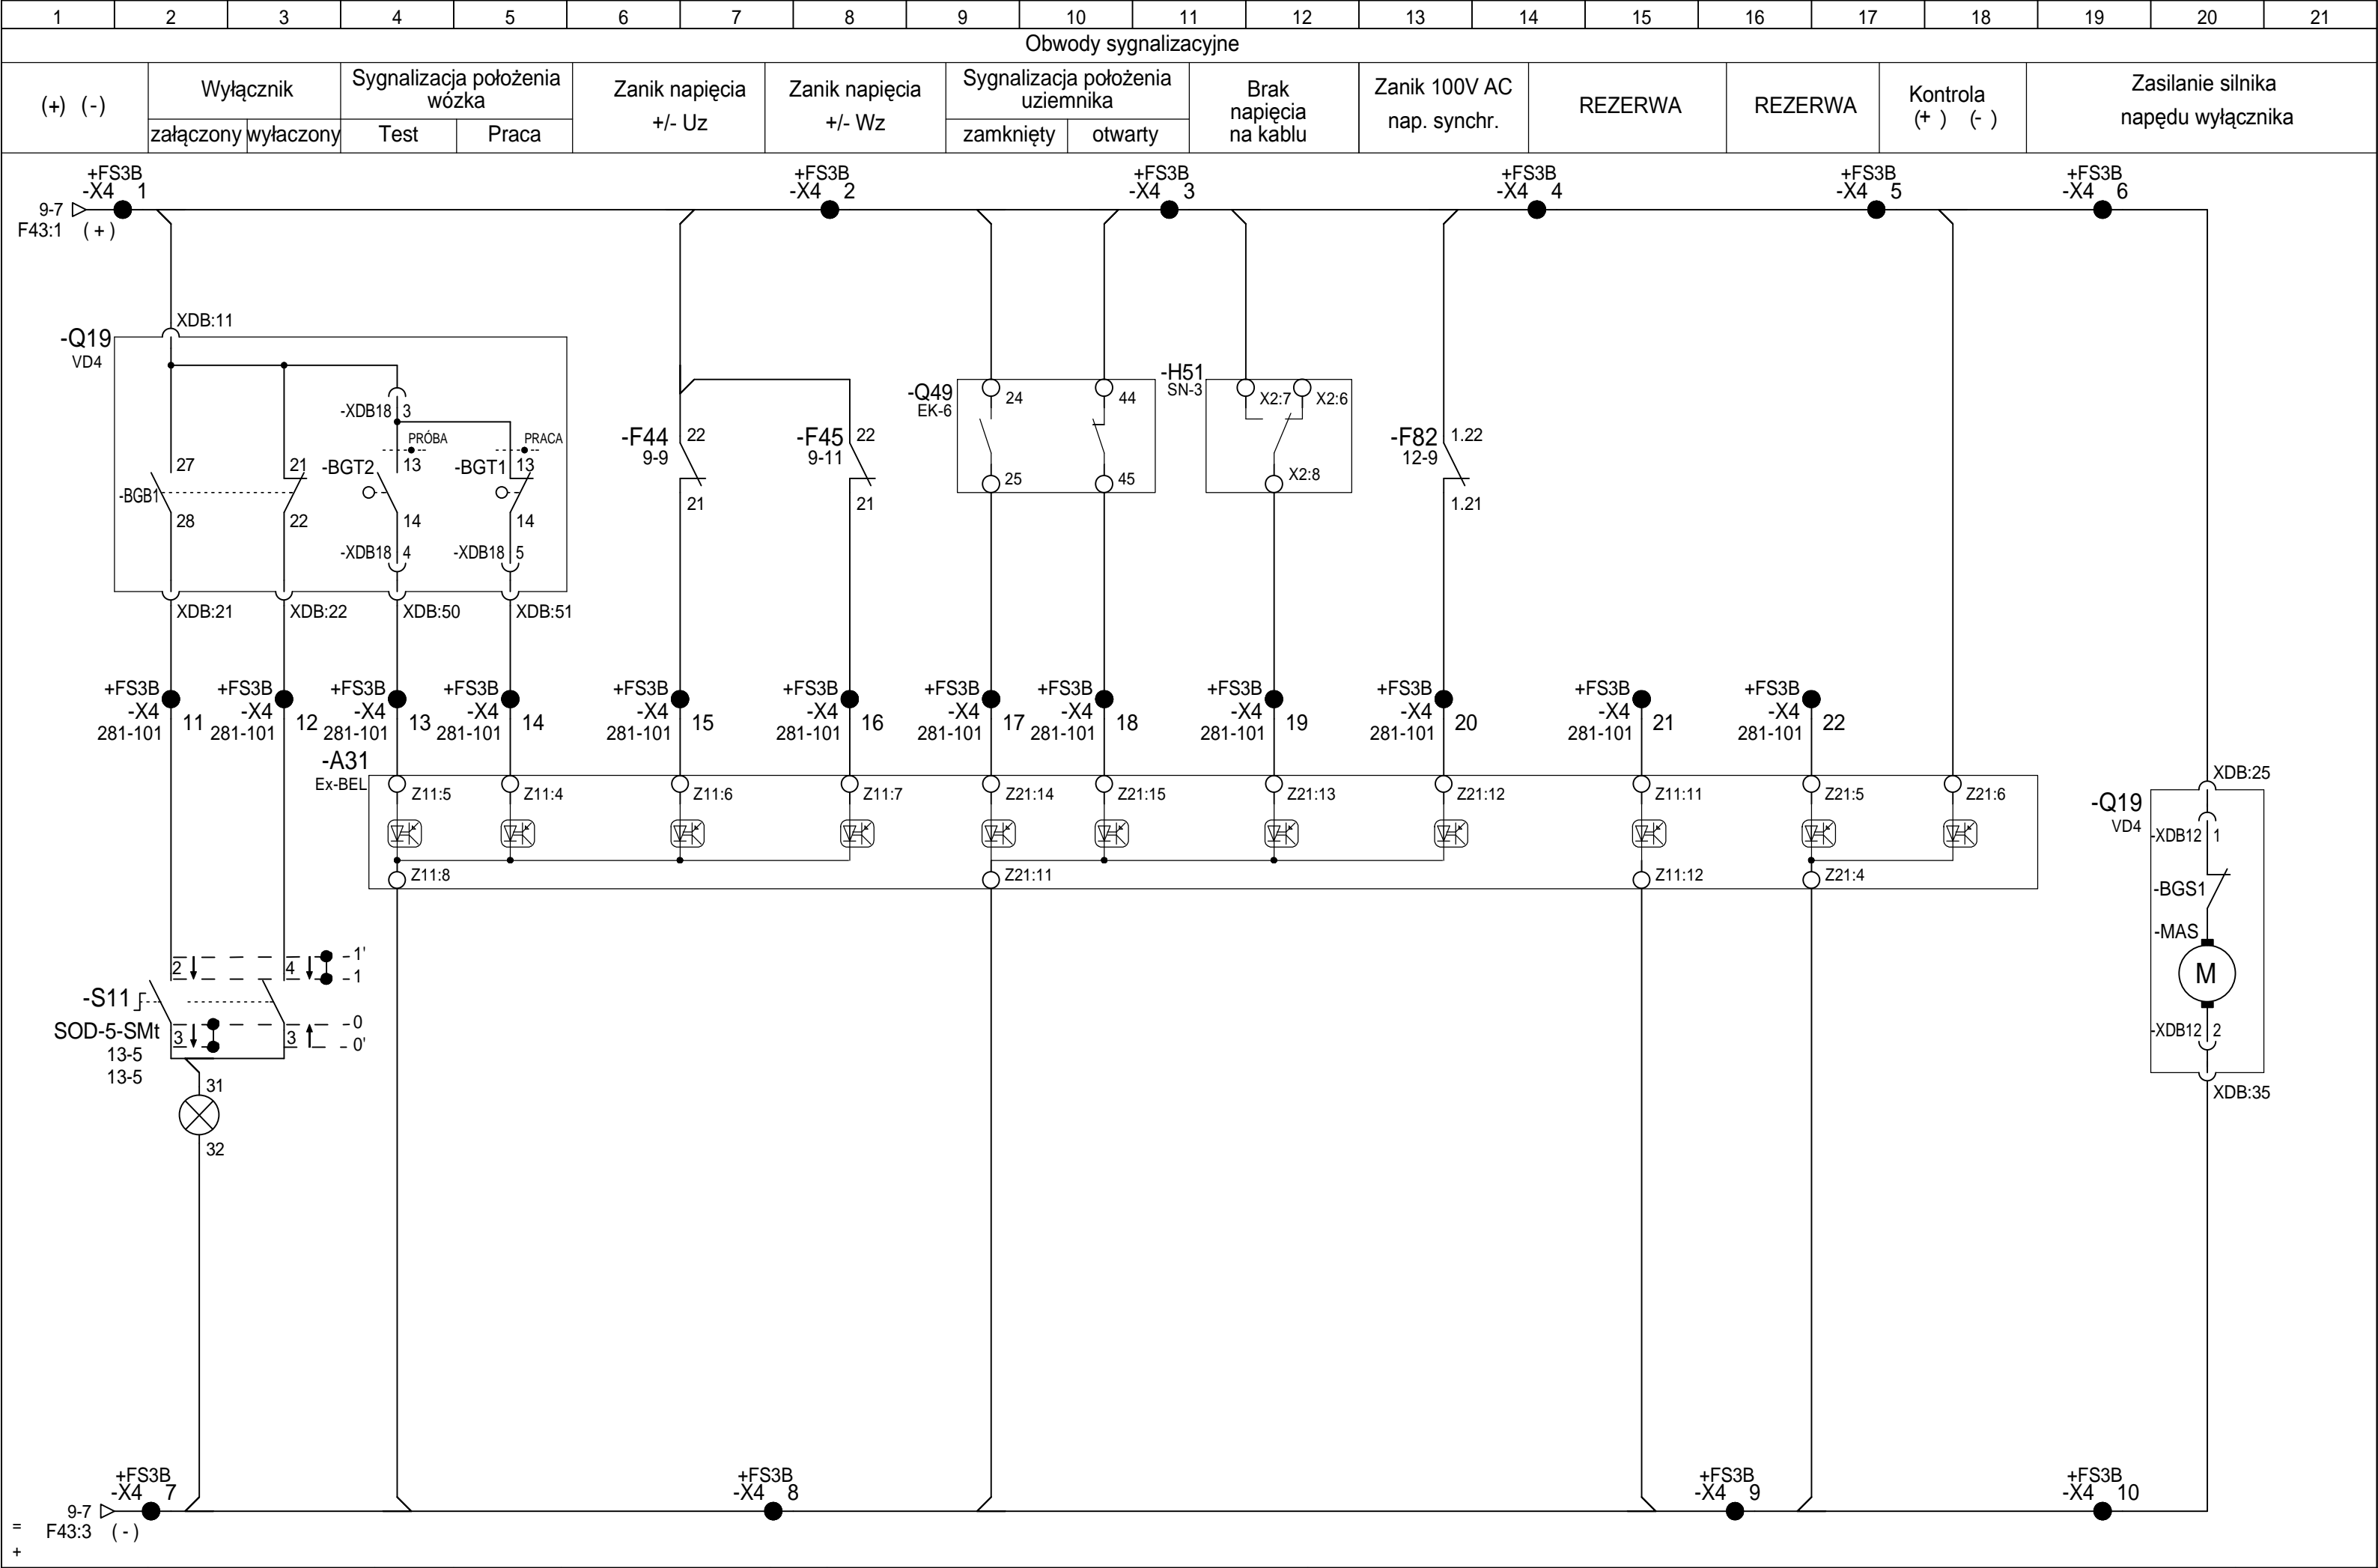 1 2 3 4 5 6 7 8 9 10 11 12 13 14 15 16 17 18 19 20 21
Obwody sygnalizacyjne
(+) (-)
Wyłącznik
załączony wyłaczony
Sygnalizacja położenia
wózka
Test Praca
Zanik napięcia
+/- Uz
Zanik napięcia
+/- Wz
Sygnalizacja położenia
uziemnika
zamknięty otwarty
Brak
napięcia
na kablu
Zanik 100V AC
nap. synchr.
REZERWA
REZERWA
Kontrola
(+ ) (- )
Zasilanie silnika
napędu wyłącznika
+FS3B
-X4 1
+FS3B
-X4 2
+FS3B
-X4 3
+FS3B
-X4 4
+FS3B
-X4 5
+FS3B
-X4 6
9-7
F43:1 (+)
XDB:11
-Q19
VD4
-XDB18 3
PRÓBA
PRACA
27
21
-BGT2 13
-BGT1 13
-BGB1
28
22
14
14
-XDB18 4
-XDB18 5
XDB:21
XDB:22
XDB:50
XDB:51
-F44
9-9
22
21
-F45
9-11
22
21
-Q49
EK-6
24
44
25
45
-H51
SN-3
X2:7
X2:6
X2:8
-F82
12-9
1.22
1.21
+FS3B
-X4
281-101
11
+FS3B
-X4
281-101
12
+FS3B
-X4
281-101
13
+FS3B
-X4
281-101
14
+FS3B
-X4
281-101
15
+FS3B
-X4
281-101
16
+FS3B
-X4
281-101
17
+FS3B
-X4
281-101
18
+FS3B
-X4
281-101
19
+FS3B
-X4
281-101
20
+FS3B
-X4
281-101
21
+FS3B
-X4
281-101
22
-A31
Ex-BEL
Z11:5
Z11:4
Z11:6
Z11:7
Z21:14
Z21:15
Z21:13
Z21:12
Z11:11
Z21:5
Z21:6
Z11:8
Z21:11
Z11:12
Z21:4
XDB:25
-Q19
VD4
-XDB12 1
-BGS1
-MAS
M
-XDB12 2
XDB:35
2
4
1'
1
-S11
SOD-5-SMt
13-5
13-5
3
3
0
0'
31
32
+FS3B
-X4 7
+FS3B
-X4 8
+FS3B
-X4 9
+FS3B
-X4 10
9-7
F43:3 (-)
=
+